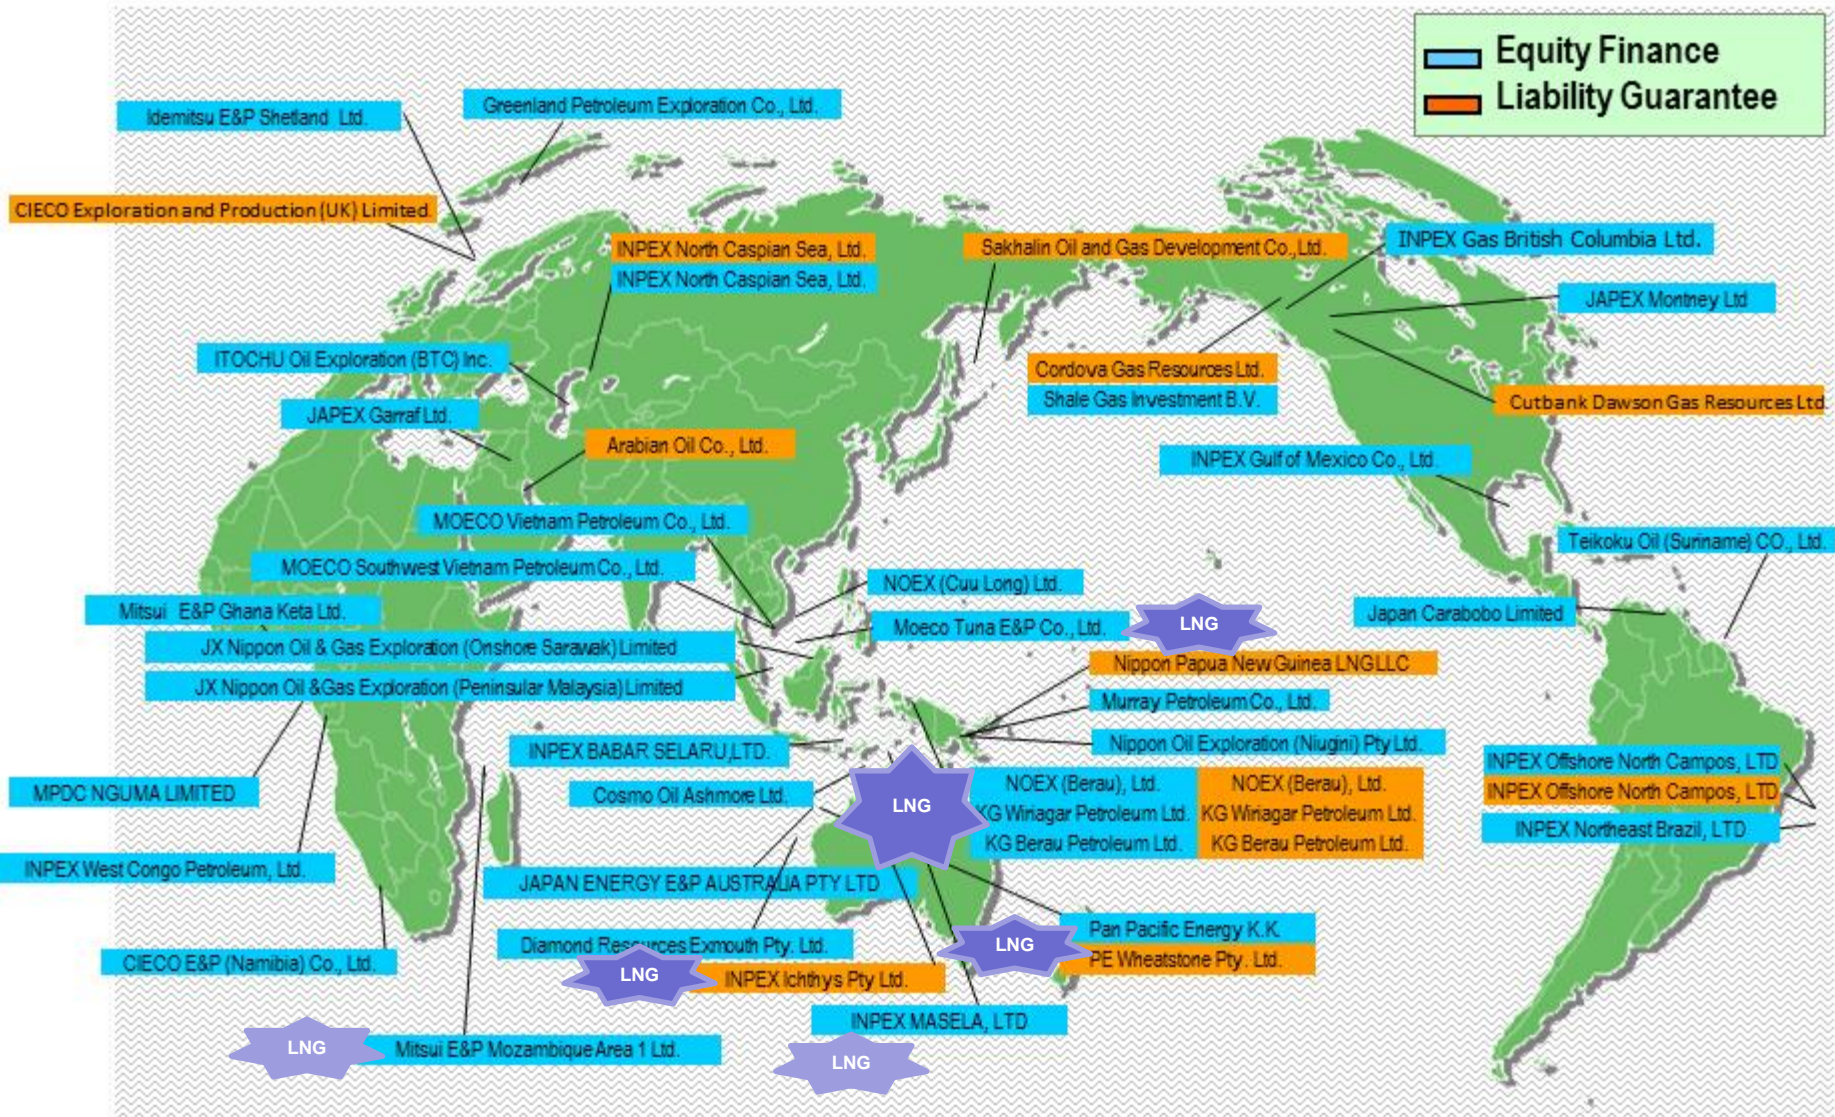 Equity Finance
Liability Guarantee
Greenland Petroleum Exploration Co., Ltd.
Idemitsu E&P Shetland Ltd.
CIECO Exploration and Production (UK) Limited.
INPEX North Caspian Sea, Ltd.
INPEX North Caspian Sea, Ltd.
Sakhalin Oil and Gas Development Co.,Ltd.
INPEX Gas British Columbia Ltd.
JAPEX Montney Ltd
ITOCHU Oil Exploration (BTC) Inc.
Cordova Gas Resources Ltd.
Shale Gas Investment B.V.
Cutbank Dawson Gas Resources Ltd.
JAPEX Garraf Ltd.
Arabian Oil Co., Ltd.
INPEX Gulf of Mexico Co., Ltd.
MOECO Vietnam Petroleum Co., Ltd.
Teikoku Oil (Suriname) CO., Ltd.
MOECO Southwest Vietnam Petroleum Co., Ltd.
NOEX (Cuu Long) Ltd.
Mitsui E&P Ghana Keta Ltd.
Japan Carabobo Limited
Moeco Tuna E&P Co., Ltd.
LNG
JX Nippon Oil & Gas Exploration (Onshore Sarawak) Limited
Nippon Papua New Guinea LNG LLC
JX Nippon Oil &Gas Exploration (Peninsular Malaysia) Limited
Murray Petroleum Co., Ltd.
INPEX BABAR SELARU,LTD.
Nippon Oil Exploration (Niugini) Pty Ltd.
INPEX Offshore North Campos, LTD
INPEX Offshore North Campos, LTD
INPEX Northeast Brazil, LTD
MPDC NGUMA LIMITED
Cosmo Oil Ashmore Ltd.
LNG
NOEX (Berau), Ltd.
KG Wiriagar Petroleum Ltd.
KG Berau Petroleum Ltd.
NOEX (Berau), Ltd.
KG Wiriagar Petroleum Ltd.
KG Berau Petroleum Ltd.
INPEX West Congo Petroleum, Ltd.
JAPAN ENERGY E&P AUSTRALIA PTY LTD
Diamond Resources Exmouth Pty. Ltd.
LNG
Pan Pacific Energy K.K.
PE Wheatstone Pty. Ltd.
CIECO E&P (Namibia) Co., Ltd.
LNG
INPEX Ichthys Pty Ltd.
INPEX MASELA, LTD
LNG
Mitsui E&P Mozambique Area 1 Ltd.
LNG